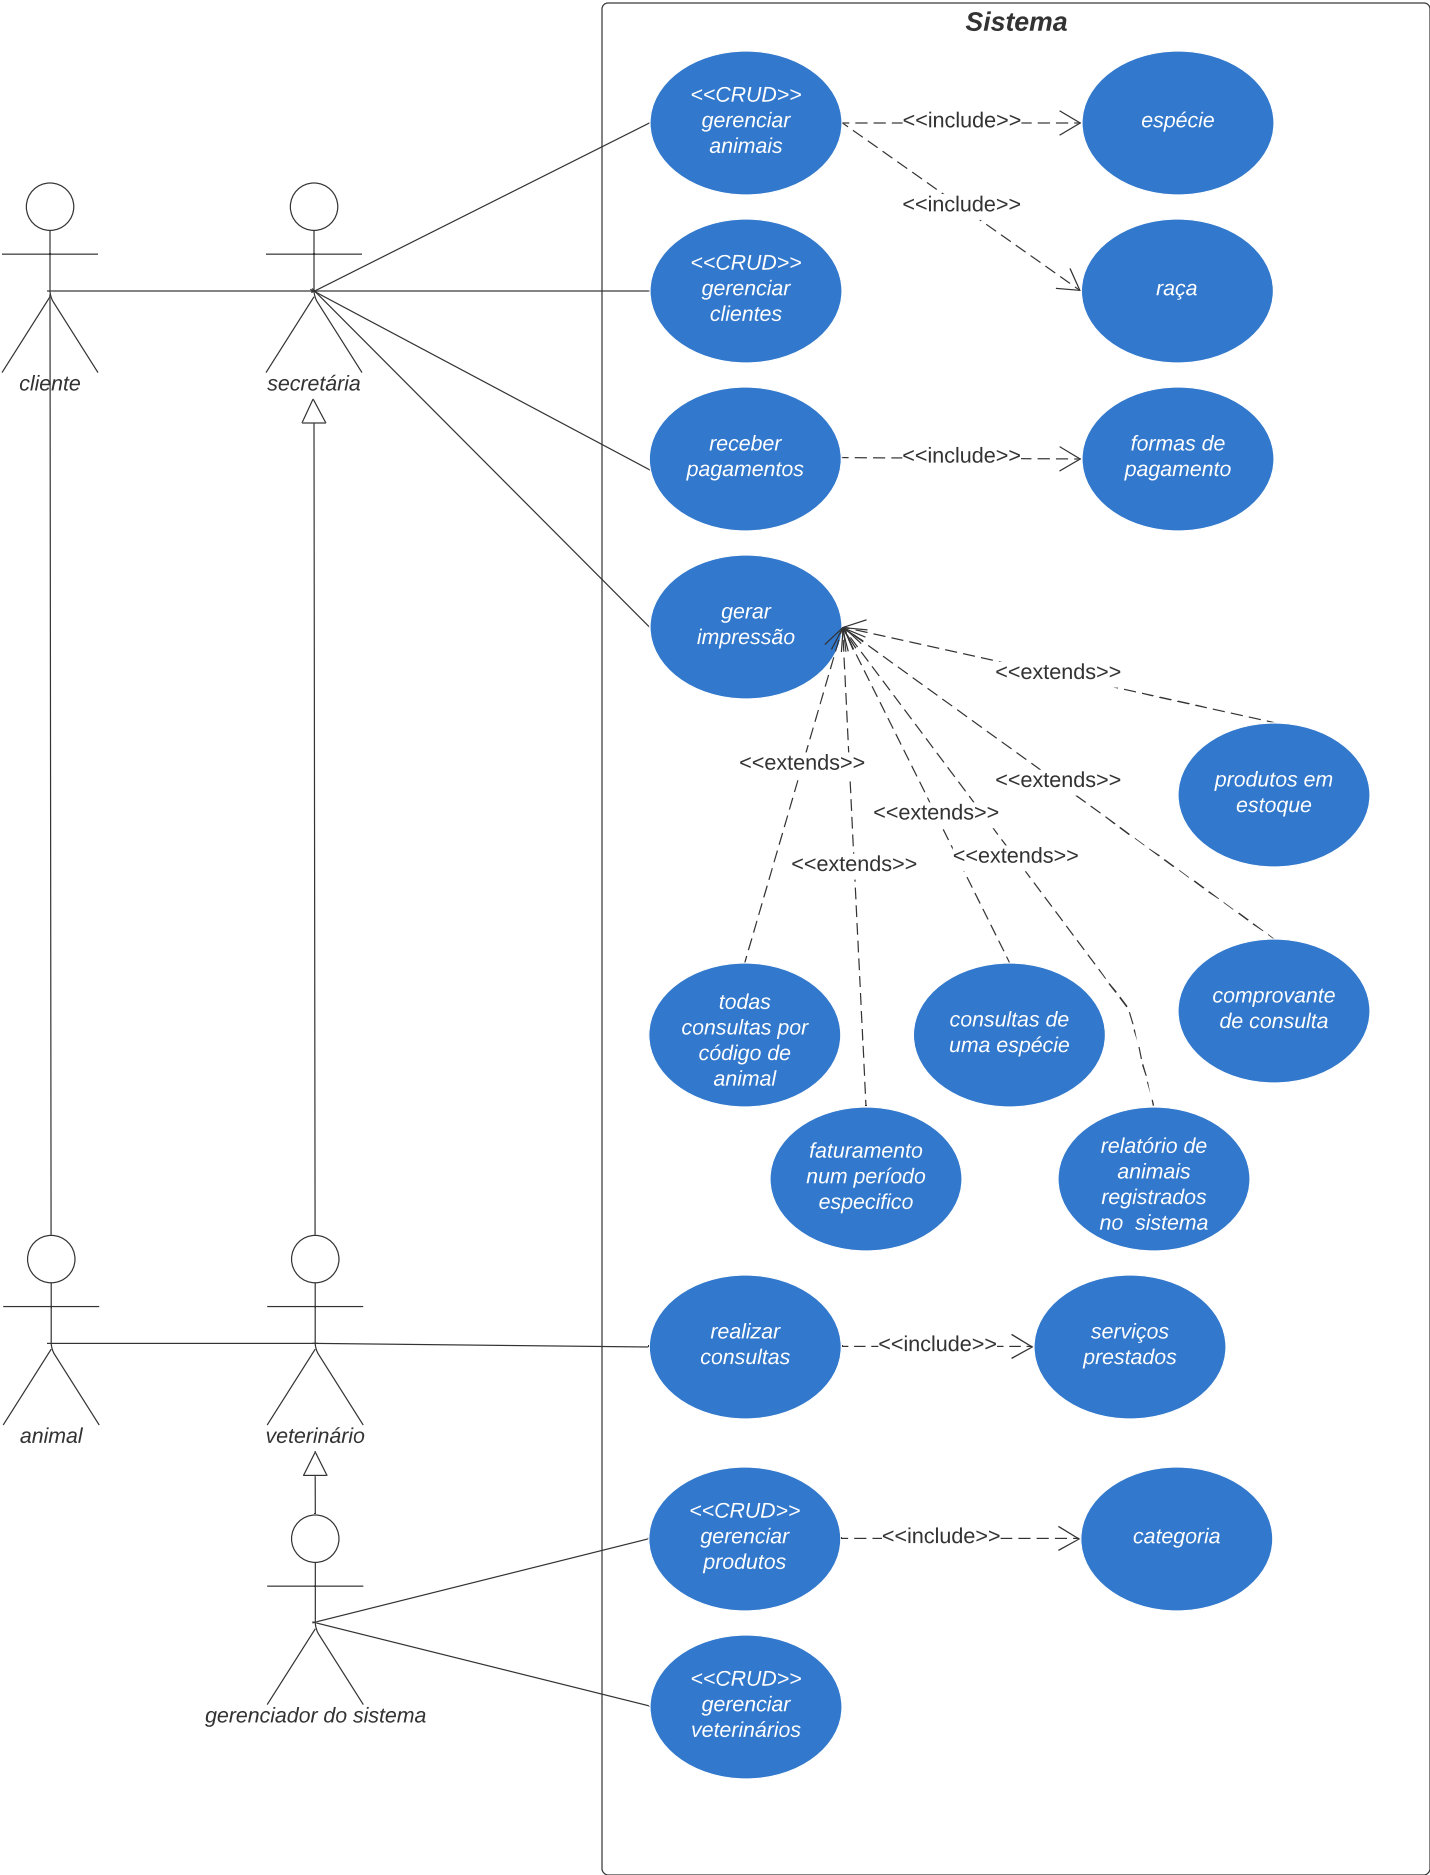 Sistema
<<CRUD>>
gerenciar
animais
<<include>>
espécie
<<include>>
<<CRUD>>
gerenciar
clientes
raça
cliente
secretária
receber
pagamentos
<<include>>
formas de
pagamento
gerar
impressão
<<extends>>
<<extends>>
<<extends>>
produtos em
estoque
<<extends>>
<<extends>>
<<extends>>
todas
consultas por
código de
animal
consultas de
uma espécie
comprovante
de consulta
faturamento
num período
especifico
relatório de
animais
registrados
no  sistema
realizar
consultas
<<include>>
serviços
prestados
animal
veterinário
<<CRUD>>
gerenciar
produtos
<<include>>
categoria
<<CRUD>>
gerenciar
veterinários
gerenciador do sistema